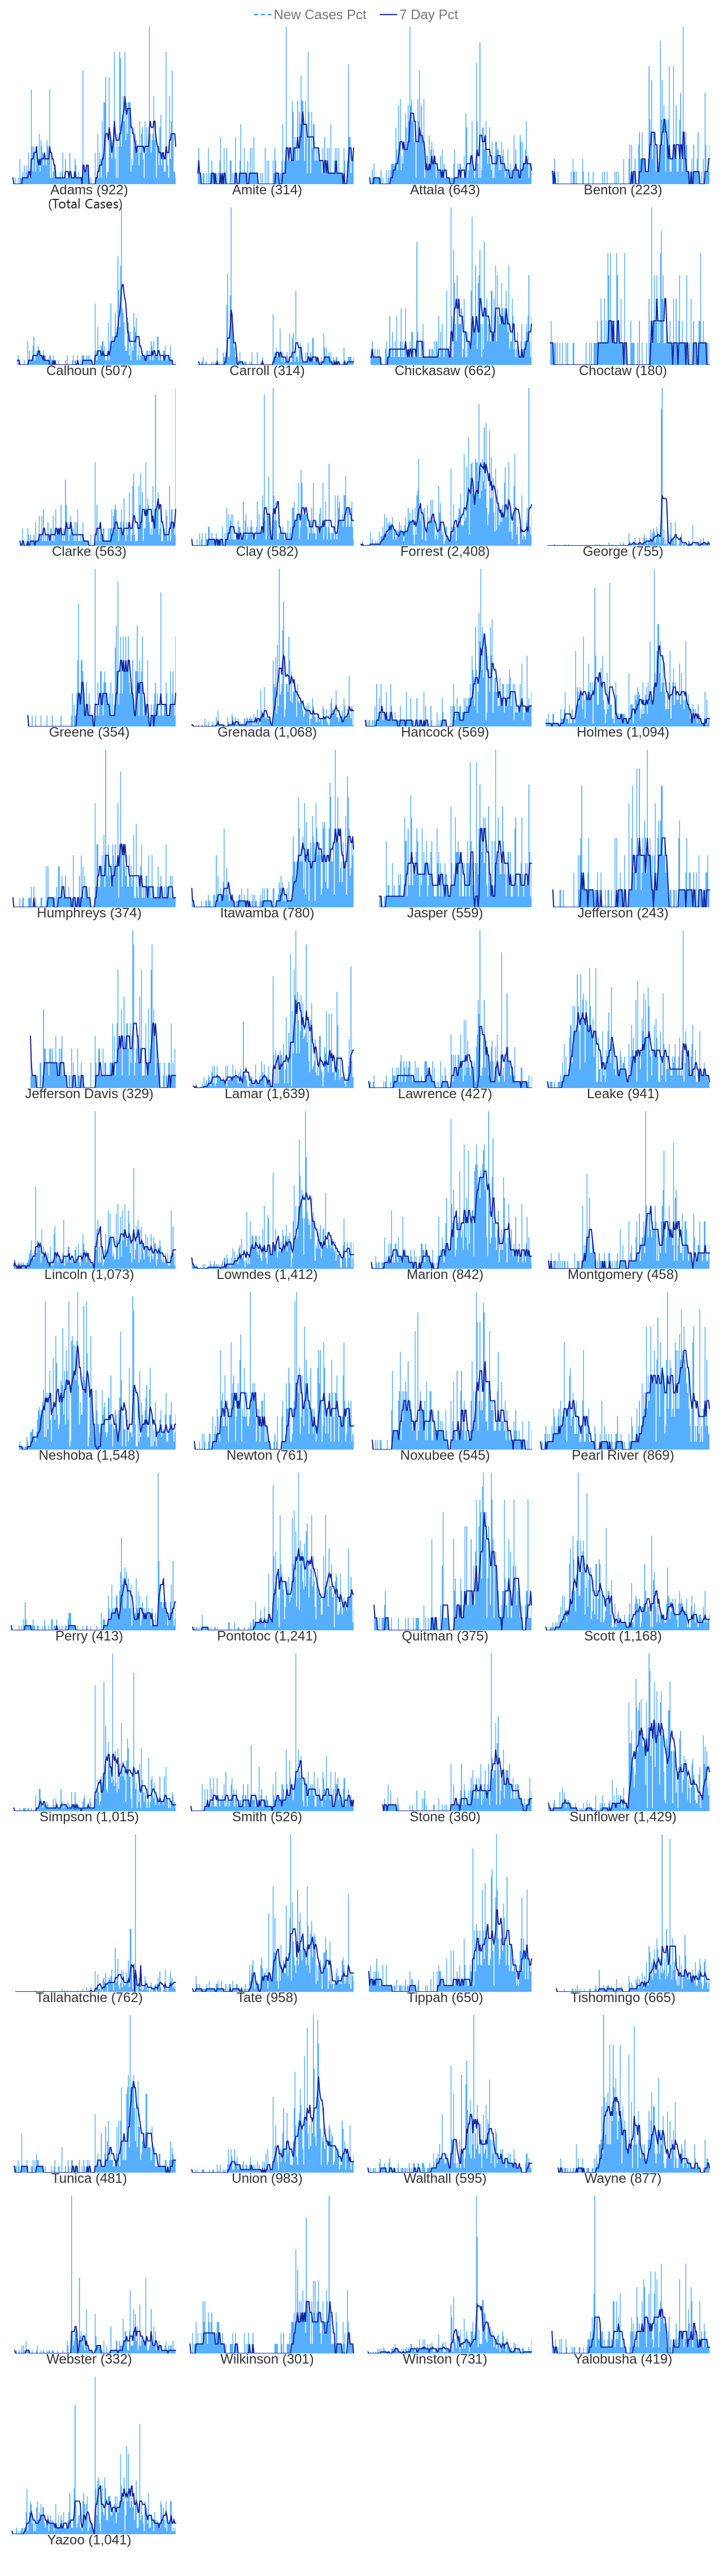 New Cases Pct 7 Day Pct
Adams (922) Amite (314) Attala (643) Benton (223)
(Total Cases)
Calhoun (507) Carroll (314) Chickasaw (662) Choctaw (180)
Clarke (563) Clay (582) Forrest (2,408) George (755)
Greene (354) Grenada (1,068) Hancock (569) Holmes (1,094)
Humphreys (374) Itawamba (780) Jasper (559) Jefferson (243)
Jefferson Davis (329) Lamar (1,639) Lawrence (427) Leake (941)
Lincoln (1,073) Lowndes (1,412) Marion (842) Montgomery (458)
Neshoba (1,548) Newton (761) Noxubee (545) Pearl River (869)
Perry (413) Pontotoc (1,241) Quitman (375) Scott (1,168)
Simpson (1,015) Smith (526) Stone (360) Sunflower (1,429)
Tallahatchie (762) Tate (958) Tippah (650) Tishomingo (665)
Tunica (481) Union (983) Walthall (595) Wayne (877)
Webster (332) Wilkinson (301) Winston (731) Yalobusha (419)
Yazoo (1,041)